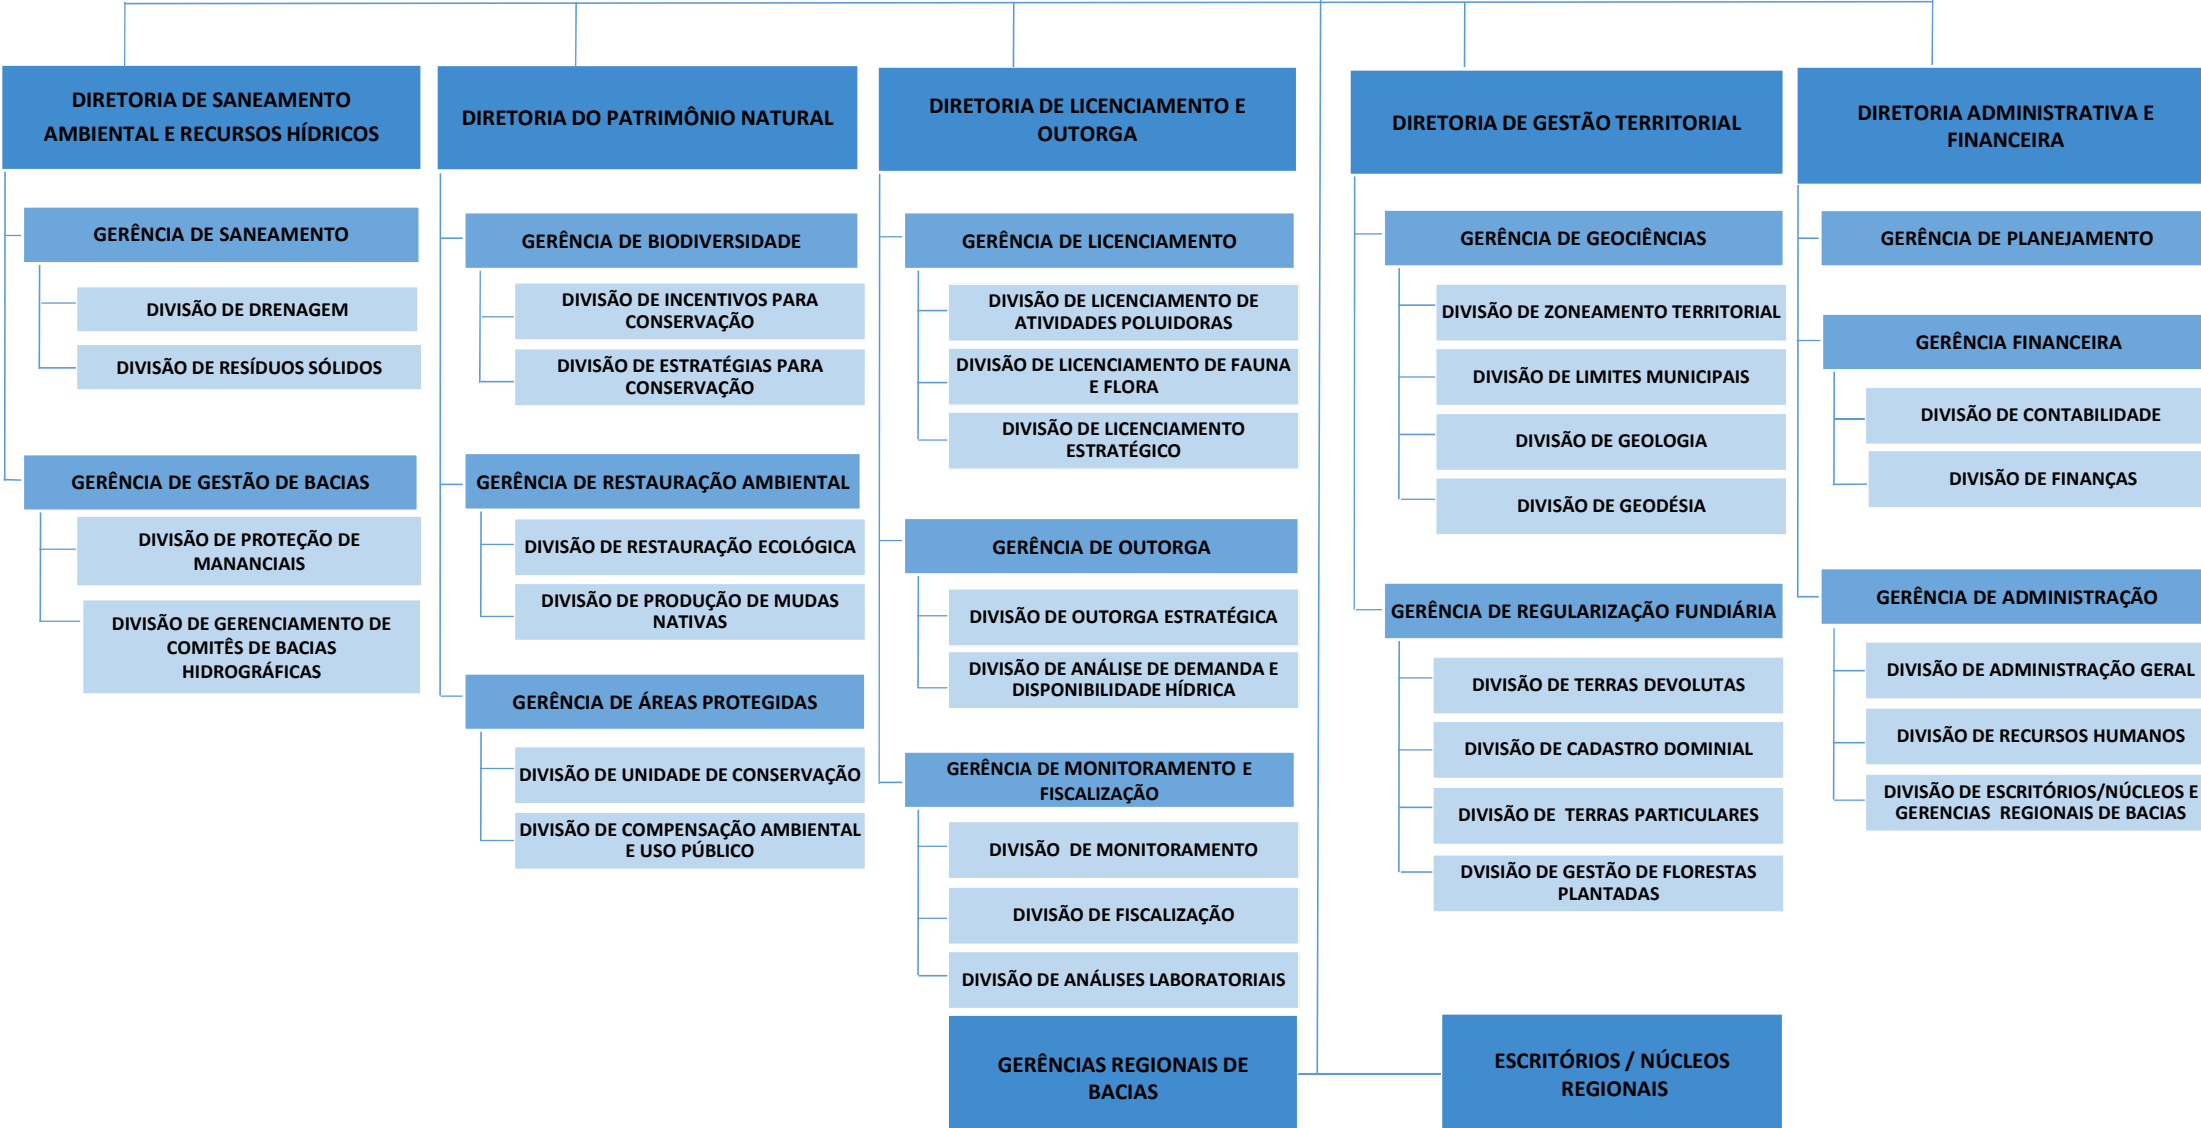 DIRETORIA DE SANEAMENTO
AMBIENTAL E RECURSOS HÍDRICOS
GERÊNCIA DE SANEAMENTO
DIVISÃO DE DRENAGEM
DIVISÃO DE RESÍDUOS SÓLIDOS
GERÊNCIA DE GESTÃO DE BACIAS
DIVISÃO DE PROTEÇÃO DE
MANANCIAIS
DIVISÃO DE GERENCIAMENTO DE
COMITÊS DE BACIAS
HIDROGRÁFICAS
DIRETORIA DO PATRIMÔNIO NATURAL
GERÊNCIA DE BIODIVERSIDADE
DIVISÃO DE INCENTIVOS PARA
CONSERVAÇÃO
DIVISÃO DE ESTRATÉGIAS PARA
CONSERVAÇÃO
GERÊNCIA DE RESTAURAÇÃO AMBIENTAL
DIVISÃO DE RESTAURAÇÃO ECOLÓGICA
DIVISÃO DE PRODUÇÃO DE MUDAS
NATIVAS
GERÊNCIA DE ÁREAS PROTEGIDAS
DIVISÃO DE UNIDADE DE CONSERVAÇÃO
DIVISÃO DE COMPENSAÇÃO AMBIENTAL
E USO PÚBLICO
DIRETORIA DE LICENCIAMENTO E
OUTORGA
GERÊNCIA DE LICENCIAMENTO
DIVISÃO DE LICENCIAMENTO DE
ATIVIDADES POLUIDORAS
DIVISÃO DE LICENCIAMENTO DE FAUNA
E FLORA
DIVISÃO DE LICENCIAMENTO
ESTRATÉGICO
GERÊNCIA DE OUTORGA
DIVISÃO DE OUTORGA ESTRATÉGICA
DIVISÃO DE ANÁLISE DE DEMANDA E
DISPONIBILIDADE HÍDRICA
GERÊNCIA DE MONITORAMENTO E
FISCALIZAÇÃO
DIVISÃO DE MONITORAMENTO
DIVISÃO DE FISCALIZAÇÃO
DIVISÃO DE ANÁLISES LABORATORIAIS
GERÊNCIAS REGIONAIS DE
BACIAS
DIRETORIA DE GESTÃO TERRITORIAL
GERÊNCIA DE GEOCIÊNCIAS
DIVISÃO DE ZONEAMENTO TERRITORIAL
DIVISÃO DE LIMITES MUNICIPAIS
DIVISÃO DE GEOLOGIA
DIVISÃO DE GEODÉSIA
GERÊNCIA DE REGULARIZAÇÃO FUNDIÁRIA
DIVISÃO DE TERRAS DEVOLUTAS
DIVISÃO DE CADASTRO DOMINIAL
DIVISÃO DE TERRAS PARTICULARES
DVISIÃO DE GESTÃO DE FLORESTAS
PLANTADAS
ESCRITÓRIOS / NÚCLEOS
REGIONAIS
DIRETORIA ADMINISTRATIVA E
FINANCEIRA
GERÊNCIA DE PLANEJAMENTO
GERÊNCIA FINANCEIRA
DIVISÃO DE CONTABILIDADE
DIVISÃO DE FINANÇAS
GERÊNCIA DE ADMINISTRAÇÃO
DIVISÃO DE ADMINISTRAÇÃO GERAL
DIVISÃO DE RECURSOS HUMANOS
DIVISÃO DE ESCRITÓRIOS/NÚCLEOS E
GERENCIAS REGIONAIS DE BACIAS